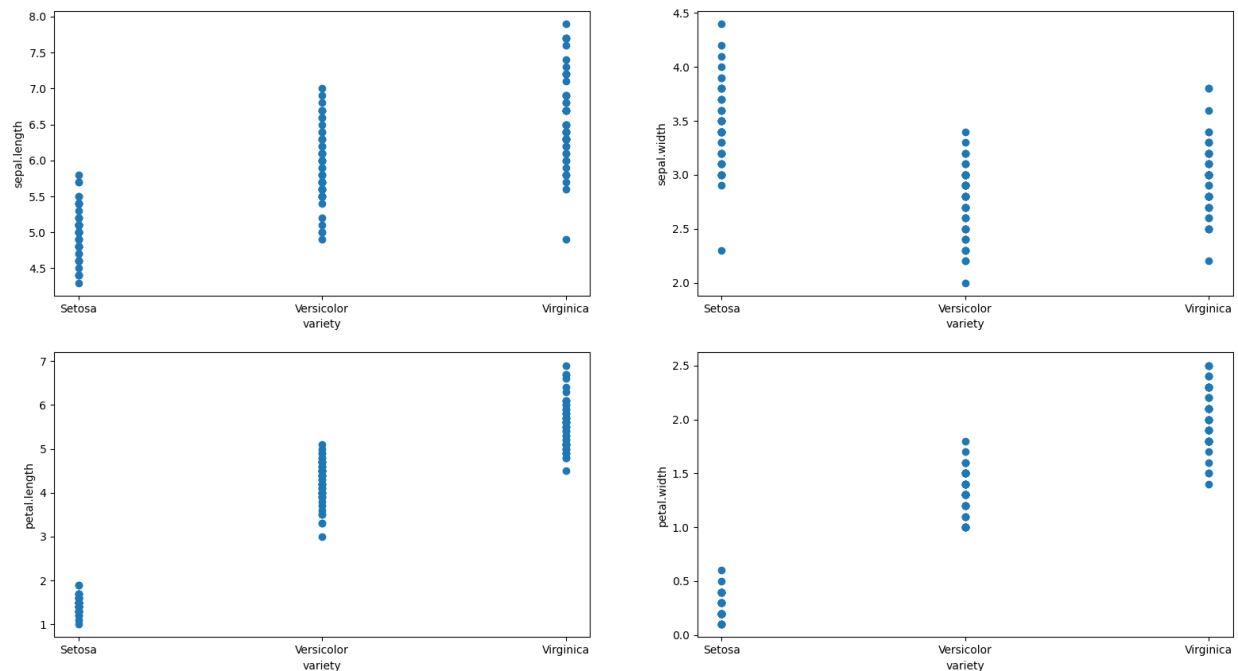 8.0
7.5
7.0
6.5
6.0
5.5
5.0
4.5
sepal.length
Setosa Versicolor Virginica
variety
4.5
4.0
3.5
3.0
2.5
2.0
sepal.width
Setosa Versicolor Virginica
variety
7
6
5
4
3
2
1
petal.length
Setosa Versicolor Virginica
variety
2.5
2.0
1.5
1.0
0.5
0.0
petal.width
Setosa Versicolor Virginica
variety